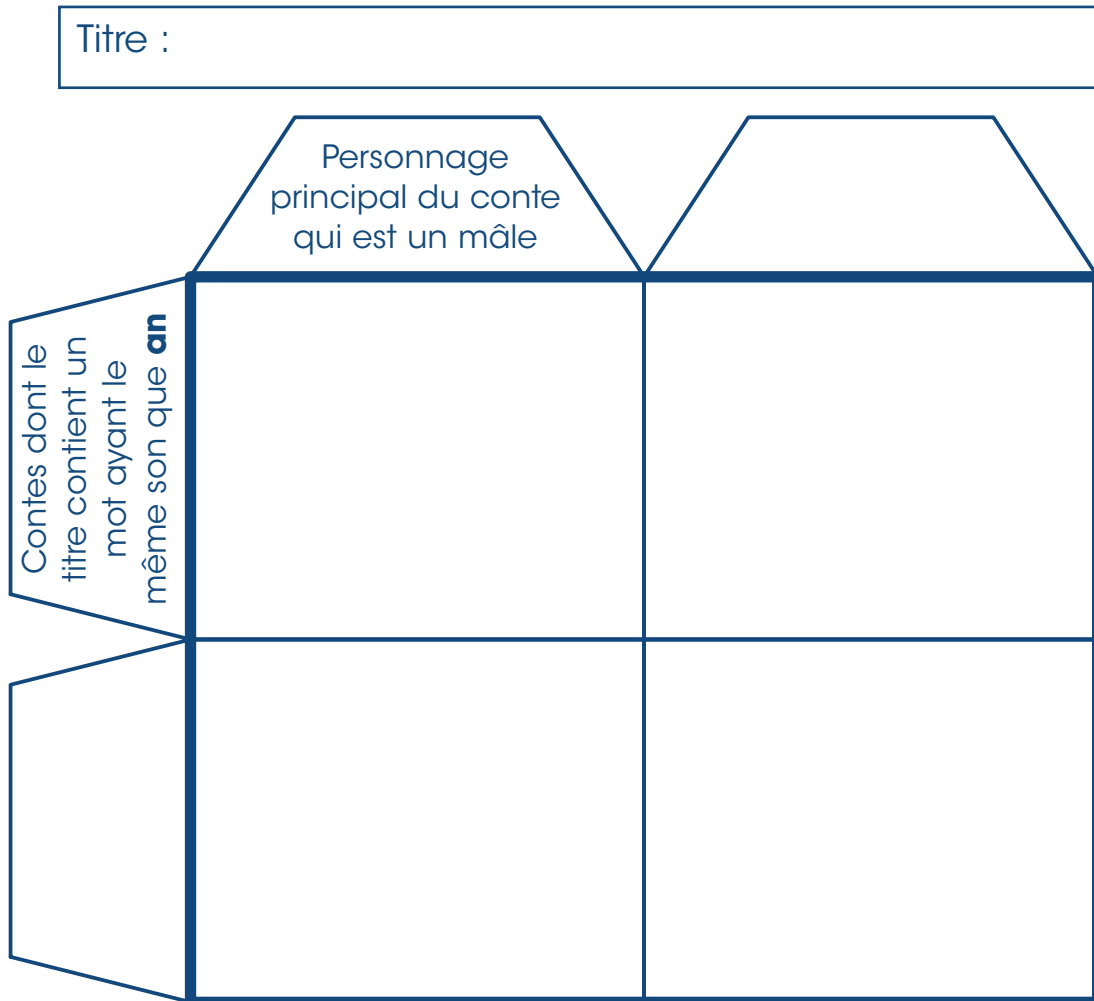 Titre :
Personnage
principal du conte
qui est un mâle
Contes dont le
titre contient un
mot ayant le
même son que an